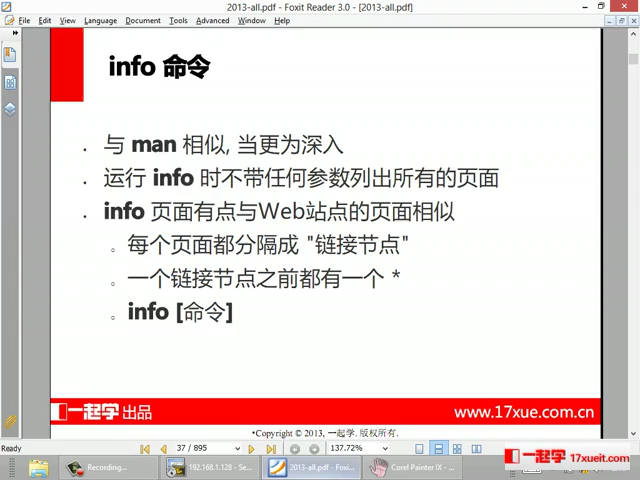 2013-all.pdf - Foxit Reader 3.0 - [2013-all.pdf]
File Edit View Language Document Tools Advanced Window Help
info 命令
与 man 相似, 当更为深入
运行 info 时不带任何参数列出所有的页面
info 页面有点与Web站点的页面相似
每个页面都分隔成 "链接节点"
一个链接节点之前都有一个 *
info [命令]
一起学 出品
www.17xue.com.cn
•Copyright © 2013, 一起学. 版权所有.
Ready
37 / 895
137.72%
Recording...
192.168.1.128 - Se...
2013-all.pdf - Foxi...
Corel Painter IX - ...
一起学 17xueit.com